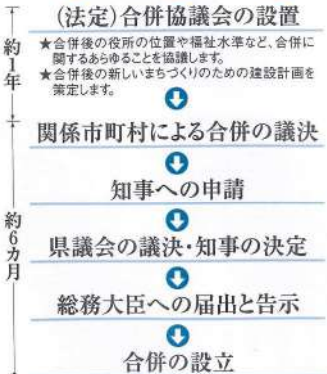 (法定)合併協議会の設置
★合併後の役所の位置や福祉水準など、合併に
関するあらゆることを協議します。
★合併後の新しいまちづくりのための建設計画を
策定します。
約1年
関係市町村による合併の議決
知事への申請
県議会の議決・知事の決定
総務大臣への届出と告示
合併の設立
約6カ月